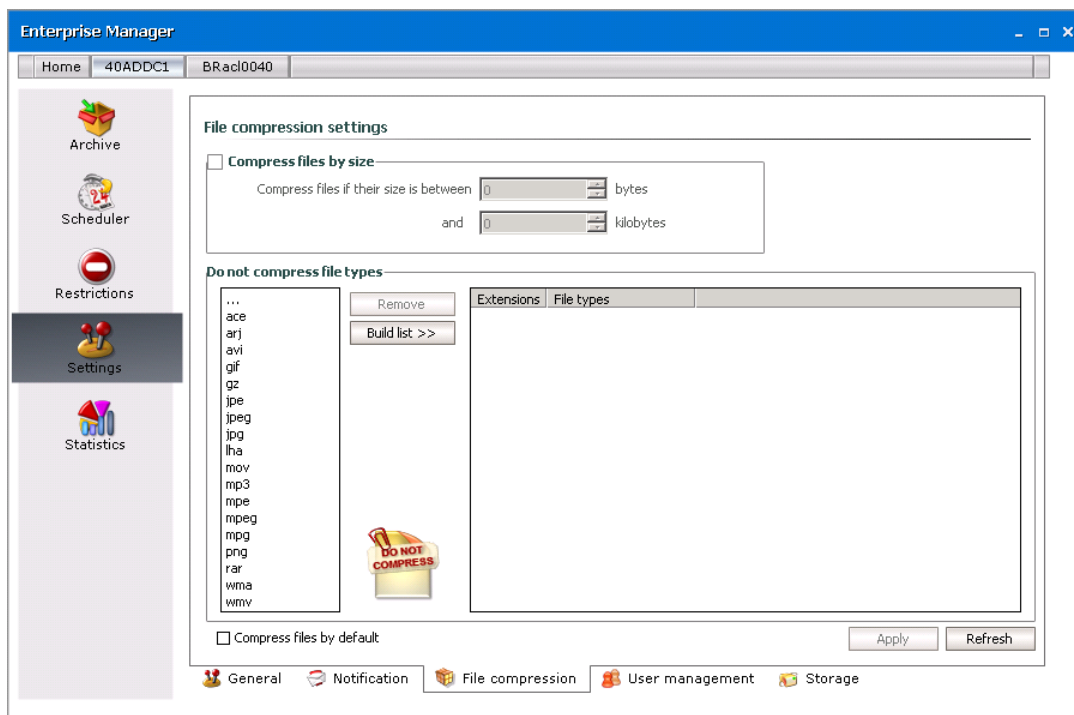 Enterprise Manager
Home 40ADDC1 BRacl0040
Archive
Scheduler
Restrictions
Settings
Statistics
File compression settings
Compress files by size
Compress files if their size is between 0 bytes
and 0 kilobytes
Do not compress file types
...
ace
arj
avi
gif
gz
jpe
jpeg
jpg
lha
mov
mp3
mpe
mpeg
mpg
png
rar
wma
wmv
Remove
Build list >>
DO NOT
COMPRESS
Extensions File types
Compress files by default
Apply Refresh
General Notification File compression User management Storage